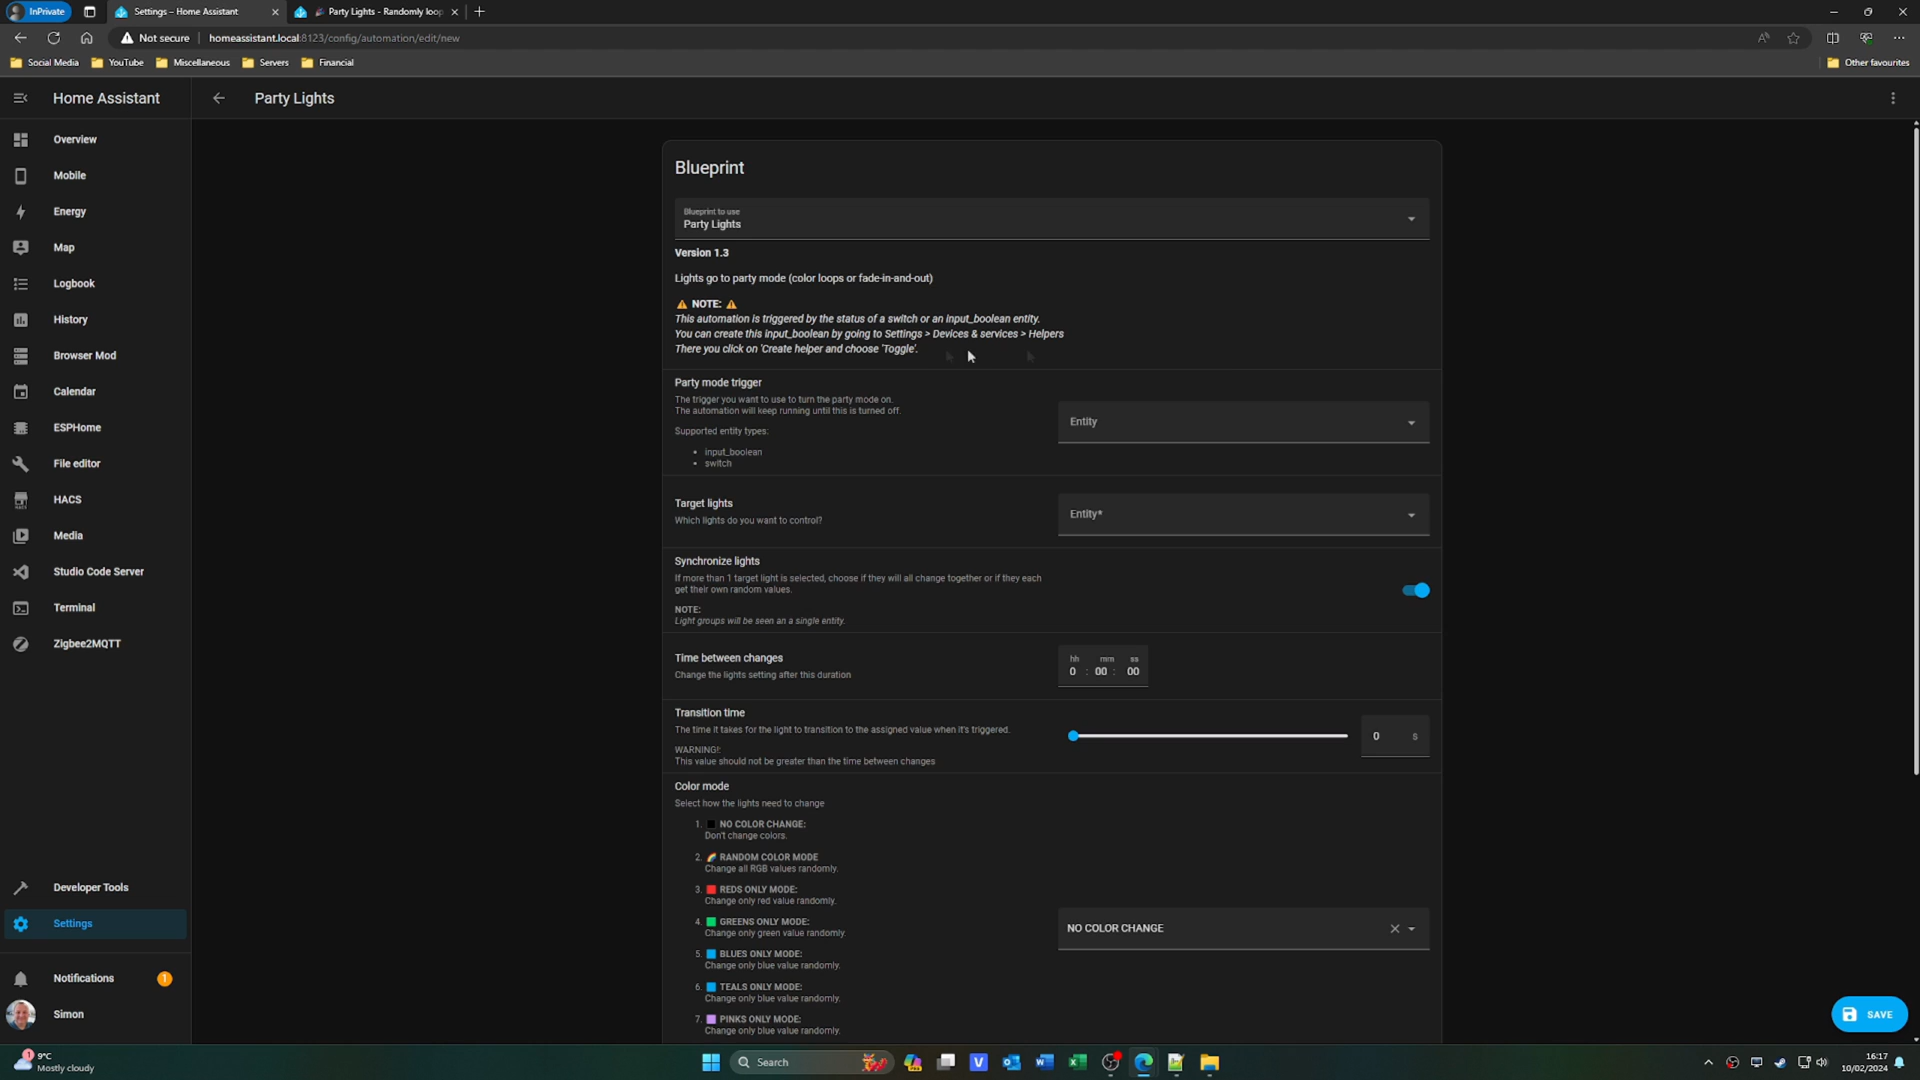 InPrivate
Settings – Home Assistant
Party Lights - Randomly loop
Not secure
homeassistant.local:8123/config/automation/edit/new
Social Media
YouTube
Miscellaneous
Servers
Financial
Other favourites
Home Assistant
Party Lights
Overview
Mobile
Energy
Map
Logbook
History
Browser Mod
Calendar
ESPHome
File editor
HACS
Media
Studio Code Server
Terminal
Zigbee2MQTT
Developer Tools
Settings
Notifications
1
Simon
Blueprint
Blueprint to use
Party Lights
Version 1.3
Lights go to party mode (color loops or fade-in-and-out)
⚠ NOTE: ⚠
This automation is triggered by the status of a switch or an input_boolean entity.
You can create this input_boolean by going to Settings > Devices & services > Helpers
There you click on 'Create helper and choose 'Toggle'.
Party mode trigger
The trigger you want to use to turn the party mode on.
The automation will keep running until this is turned off.
Supported entity types:
• input_boolean
• switch
Entity
Target lights
Which lights do you want to control?
Entity*
Synchronize lights
If more than 1 target light is selected, choose if they will all change together or if they each
get their own random values.
NOTE:
Light groups will be seen an a single entity.
Time between changes
Change the lights setting after this duration
hh mm ss
0 : 00 : 00
Transition time
The time it takes for the light to transition to the assigned value when it's triggered.
WARNING!:
This value should not be greater than the time between changes
0 s
Color mode
Select how the lights need to change
1. NO COLOR CHANGE:
Don't change colors.
2. RANDOM COLOR MODE
Change all RGB values randomly.
3. REDS ONLY MODE:
Change only red value randomly.
4. GREENS ONLY MODE:
Change only green value randomly.
5. BLUES ONLY MODE:
Change only blue value randomly.
6. TEALS ONLY MODE:
Change only blue value randomly.
7. PINKS ONLY MODE:
Change only blue value randomly.
NO COLOR CHANGE
SAVE
1
9°C
Mostly cloudy
Search
16:17
10/02/2024